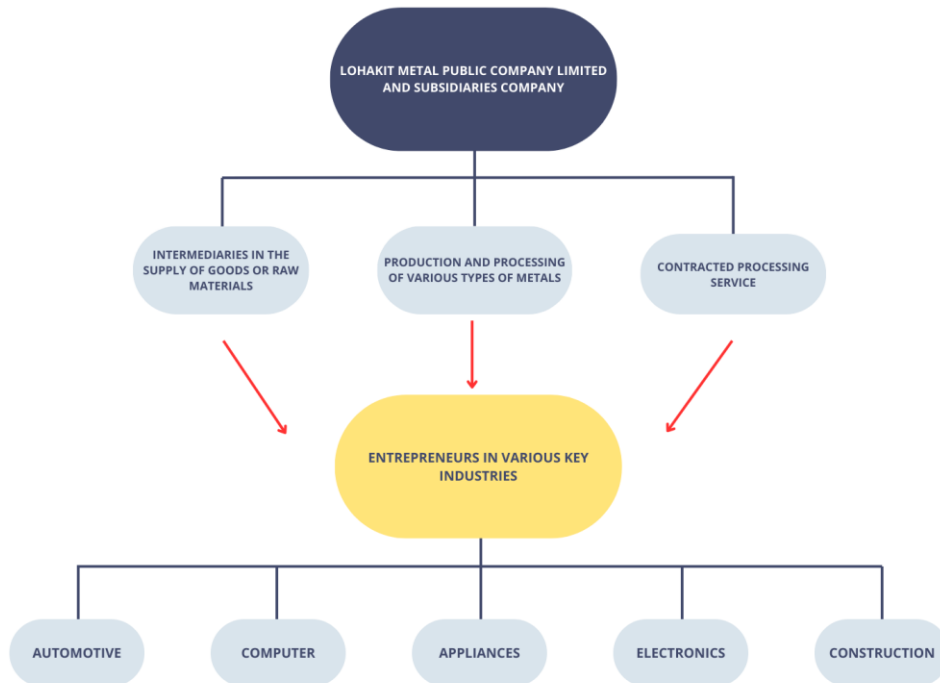 LOHAKIT METAL PUBLIC COMPANY LIMITED
AND SUBSIDIARIES COMPANY
INTERMEDIARIES IN THE
SUPPLY OF GOODS OR RAW
MATERIALS
PRODUCTION AND PROCESSING
OF VARIOUS TYPES OF METALS
CONTRACTED PROCESSING
SERVICE
ENTREPRENEURS IN VARIOUS KEY
INDUSTRIES
AUTOMOTIVE
COMPUTER
APPLIANCES
ELECTRONICS
CONSTRUCTION